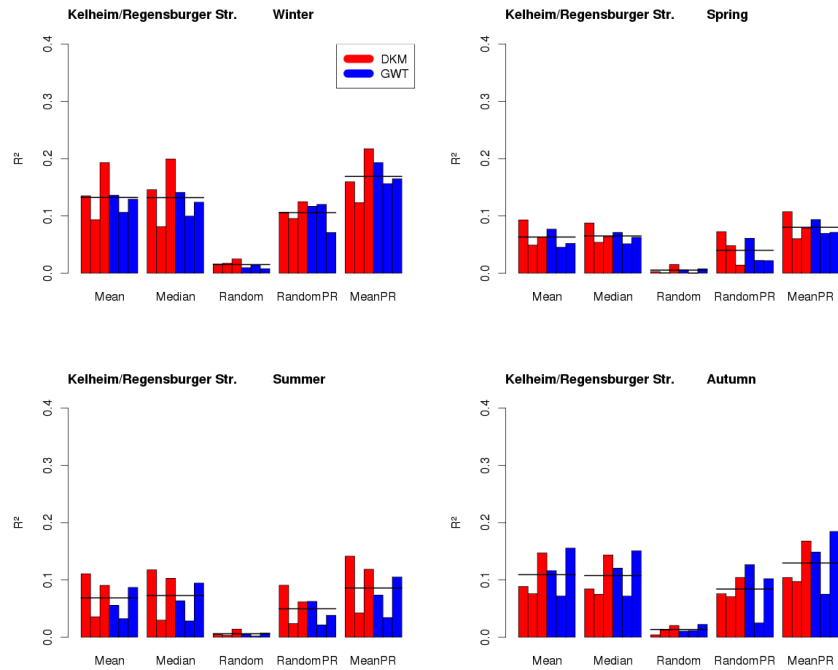 Kelheim/Regensburger Str. Winter
0.4
0.3
0.2
0.1
0.0
R²
DKM
GWT
Mean Median Random RandomPR MeanPR
Kelheim/Regensburger Str. Spring
0.4
0.3
0.2
0.1
0.0
R²
Mean Median Random RandomPR MeanPR
Kelheim/Regensburger Str. Summer
0.4
0.3
0.2
0.1
0.0
R²
Mean Median Random RandomPR MeanPR
Kelheim/Regensburger Str. Autumn
0.4
0.3
0.2
0.1
0.0
R²
Mean Median Random RandomPR MeanPR